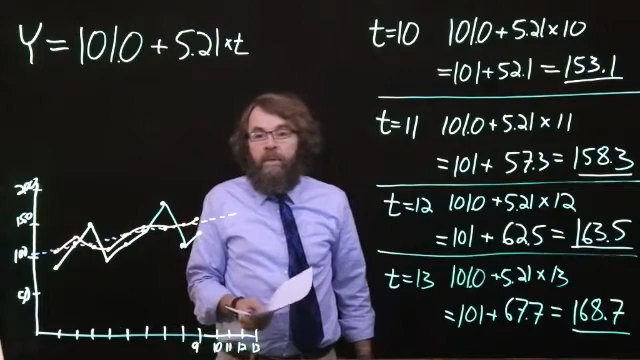 Y = 101.0 + 5.21 × t
t=10 101.0 + 5.21 × 10
= 101 + 52.1 = 153.1
t=11 101.0 + 5.21 × 11
= 101 + 57.3 = 158.3
t=12 101.0 + 5.21 × 12
= 101 + 62.5 = 163.5
t=13 101.0 + 5.21 × 13
= 101 + 67.7 = 168.7
200
150
100
50
9 10 11 12 13